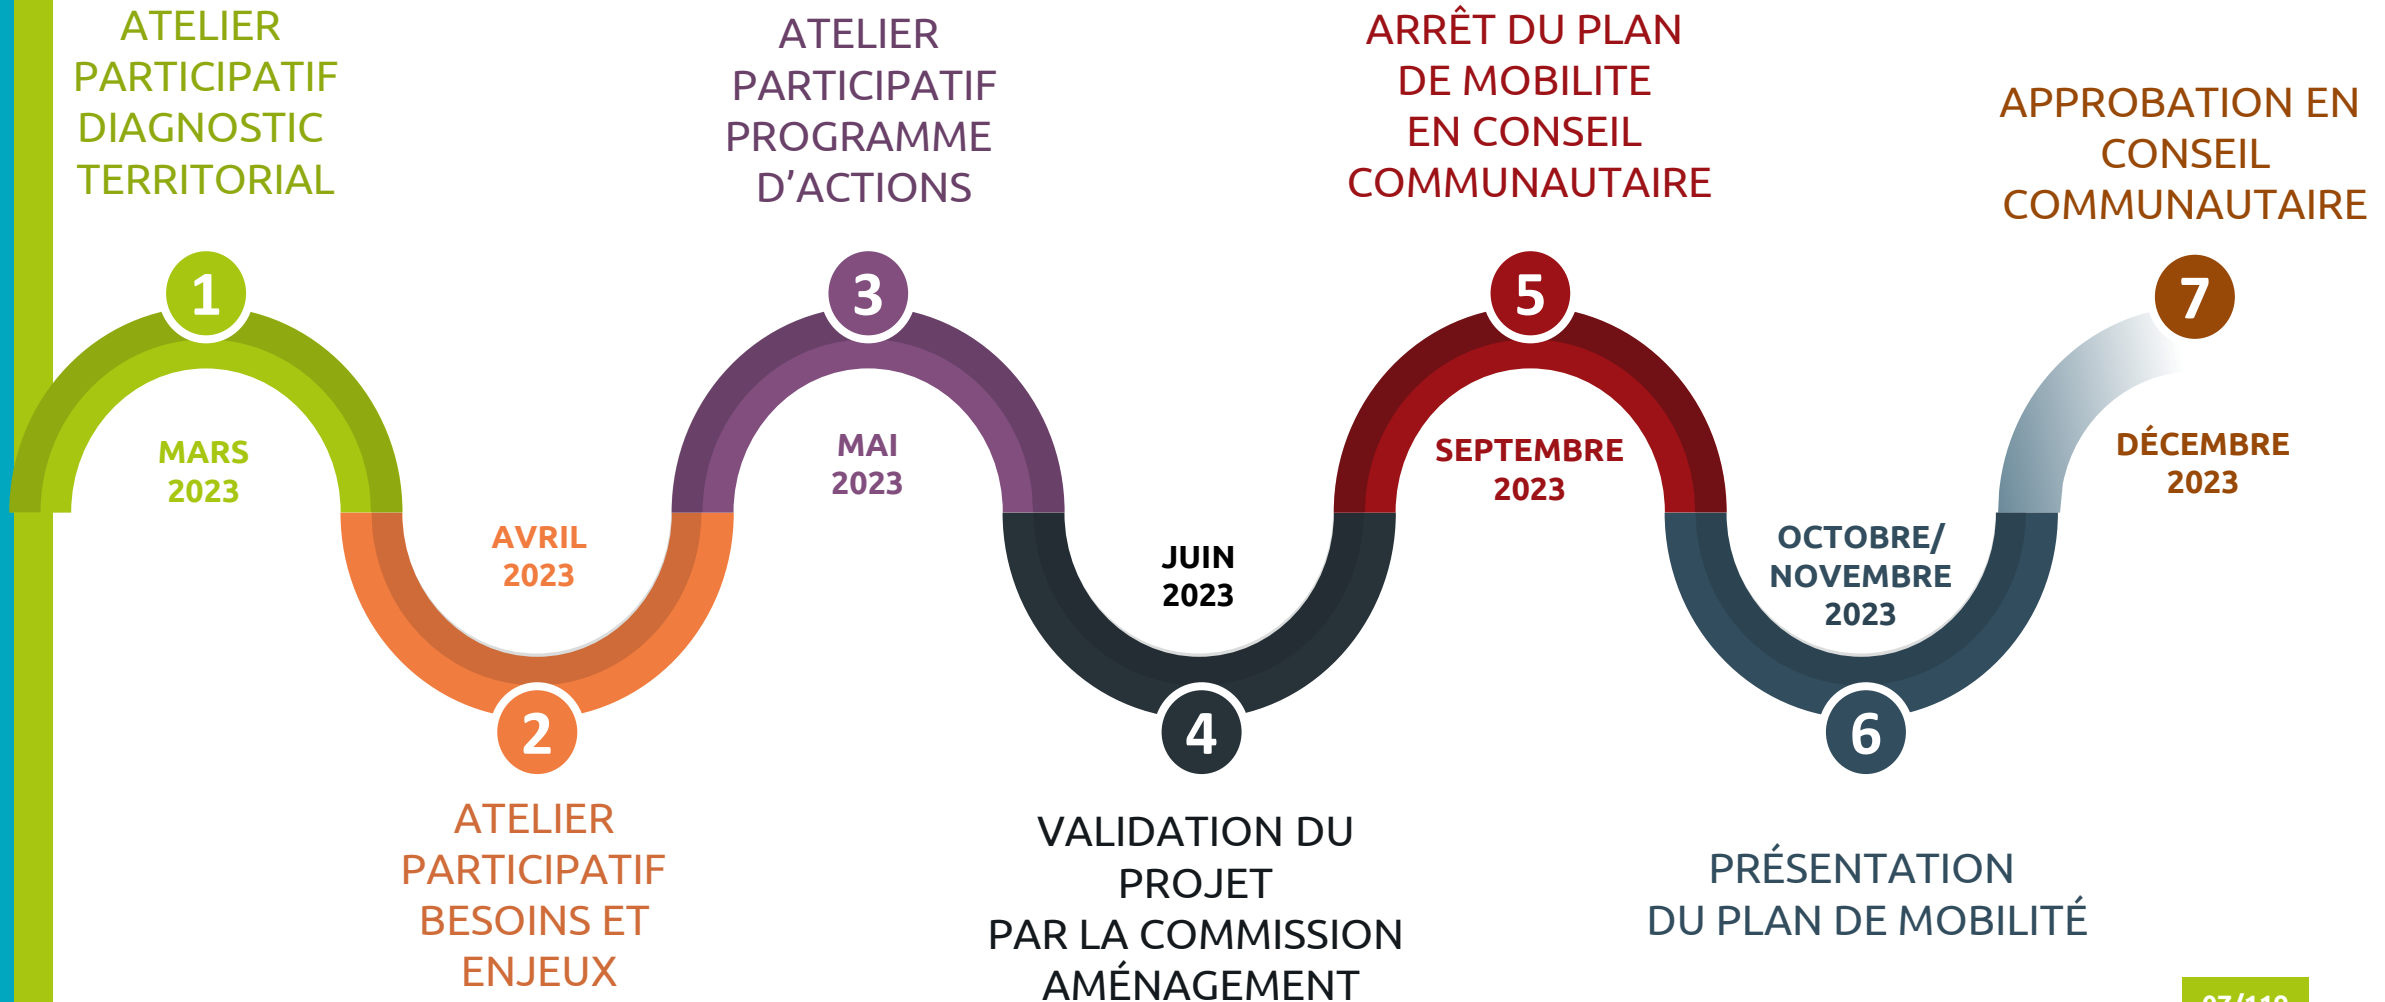 ATELIER
PARTICIPATIF
DIAGNOSTIC
TERRITORIAL
1
MARS
2023
AVRIL
2023
2
ATELIER
PARTICIPATIF
BESOINS ET
ENJEUX
ATELIER
PARTICIPATIF
PROGRAMME
D’ACTIONS
3
MAI
2023
JUIN
2023
4
VALIDATION DU
PROJET
PAR LA COMMISSION
AMÉNAGEMENT
ARRÊT DU PLAN
DE MOBILITE
EN CONSEIL
COMMUNAUTAIRE
5
SEPTEMBRE
2023
OCTOBRE/
NOVEMBRE
2023
6
PRÉSENTATION
DU PLAN DE MOBILITÉ
APPROBATION EN
CONSEIL
COMMUNAUTAIRE
7
DÉCEMBRE
2023